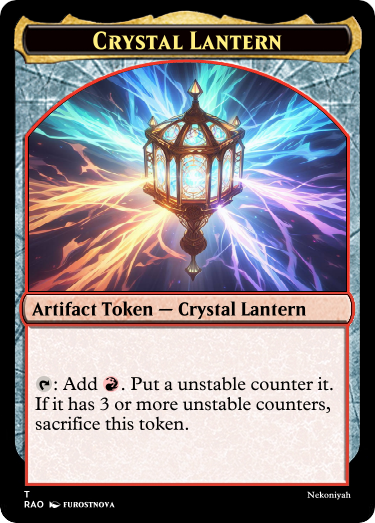 Crystal Lantern
Artifact Token — Crystal Lantern
: Add . Put a unstable counter it.
If it has 3 or more unstable counters,
sacrifice this token.
T
RAO FUROSTNOVA
Nekoniyah